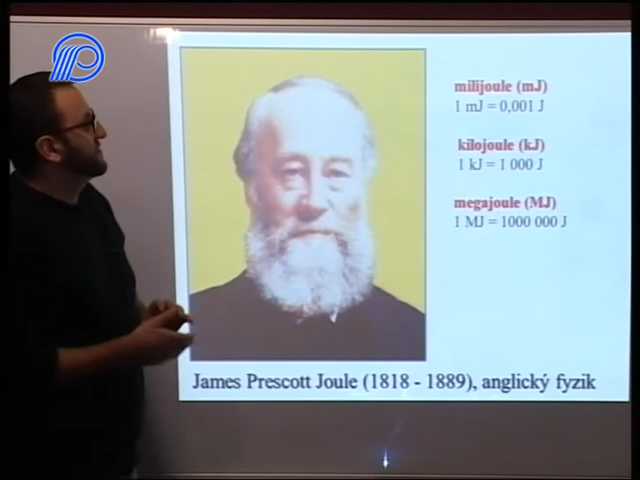 milijoule (mJ)
1 mJ = 0,001 J
kilojoule (kJ)
1 kJ = 1 000 J
megajoule (MJ)
1 MJ = 1000 000 J
James Prescott Joule (1818 - 1889), anglický fyzik